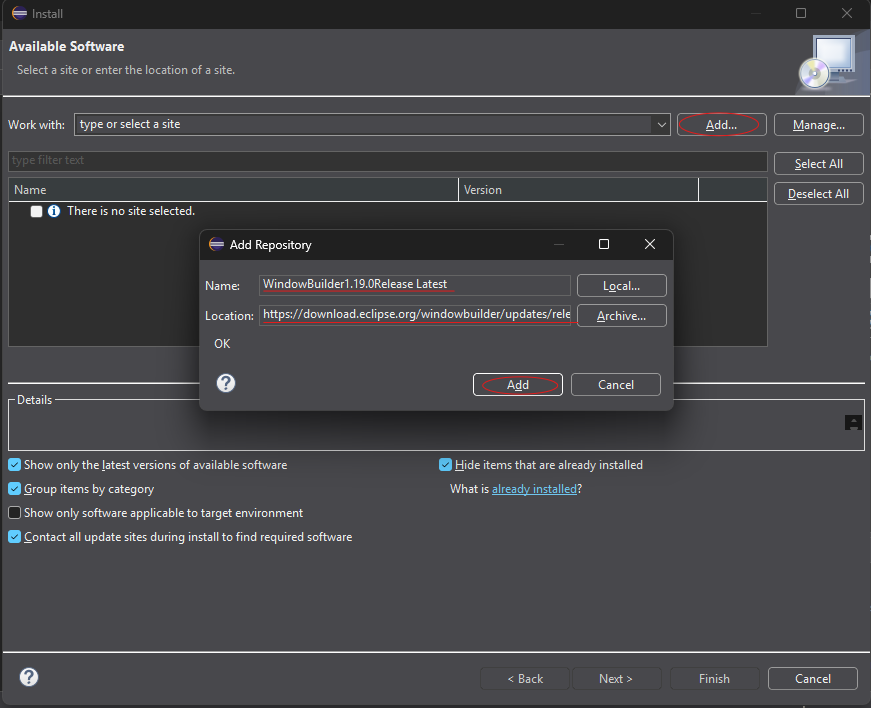 Install
Available Software
Select a site or enter the location of a site.
Work with: type or select a site Add... Manage...
type filter text Select All
Name Version Deselect All
There is no site selected.
Add Repository
Name: WindowBuilder1.19.0Release Latest Local...
Location: https://download.eclipse.org/windowbuilder/updates/rele Archive...
OK
Add Cancel
Details
Show only the latest versions of available software Hide items that are already installed
Group items by category What is already installed?
Show only software applicable to target environment
Contact all update sites during install to find required software
< Back Next > Finish Cancel